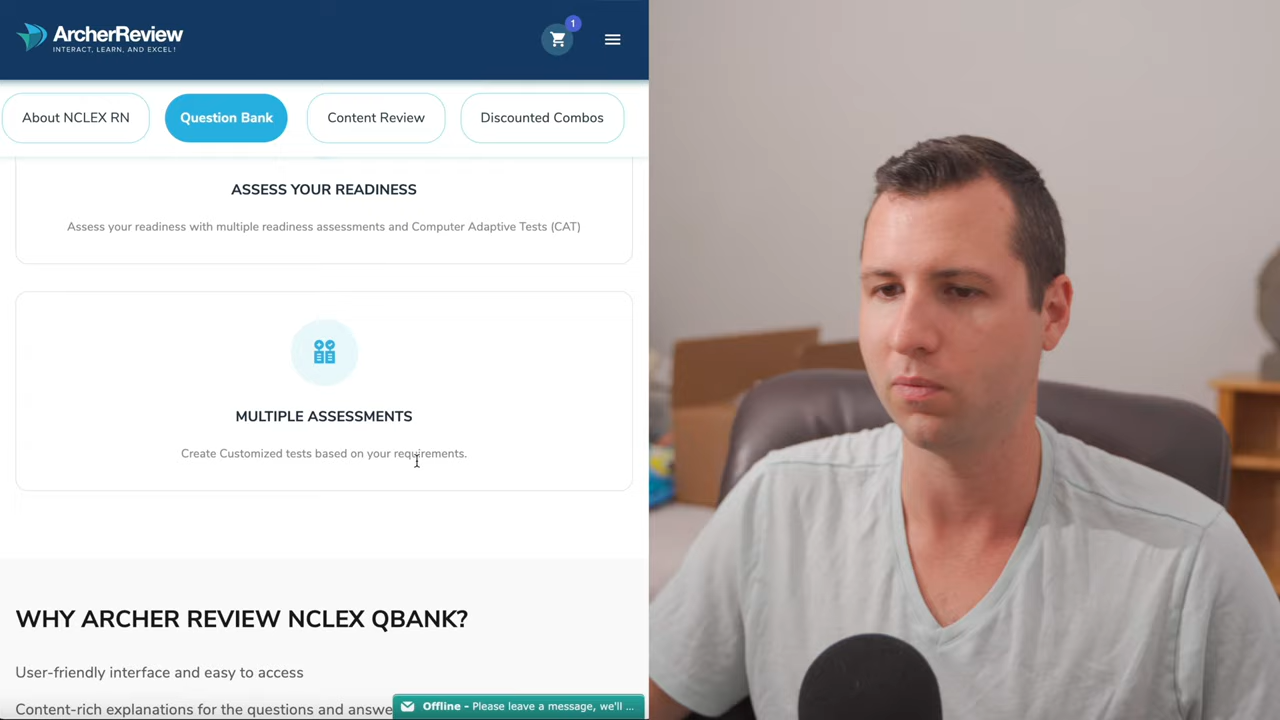 ArcherReview
INTERACT, LEARN, AND EXCEL!
1
About NCLEX RN
Question Bank
Content Review
Discounted Combos
ASSESS YOUR READINESS
Assess your readiness with multiple readiness assessments and Computer Adaptive Tests (CAT)
MULTIPLE ASSESSMENTS
Create Customized tests based on your requirements.
WHY ARCHER REVIEW NCLEX QBANK?
User-friendly interface and easy to access
Content-rich explanations for the questions and answe
Offline - Please leave a message, we'll ...